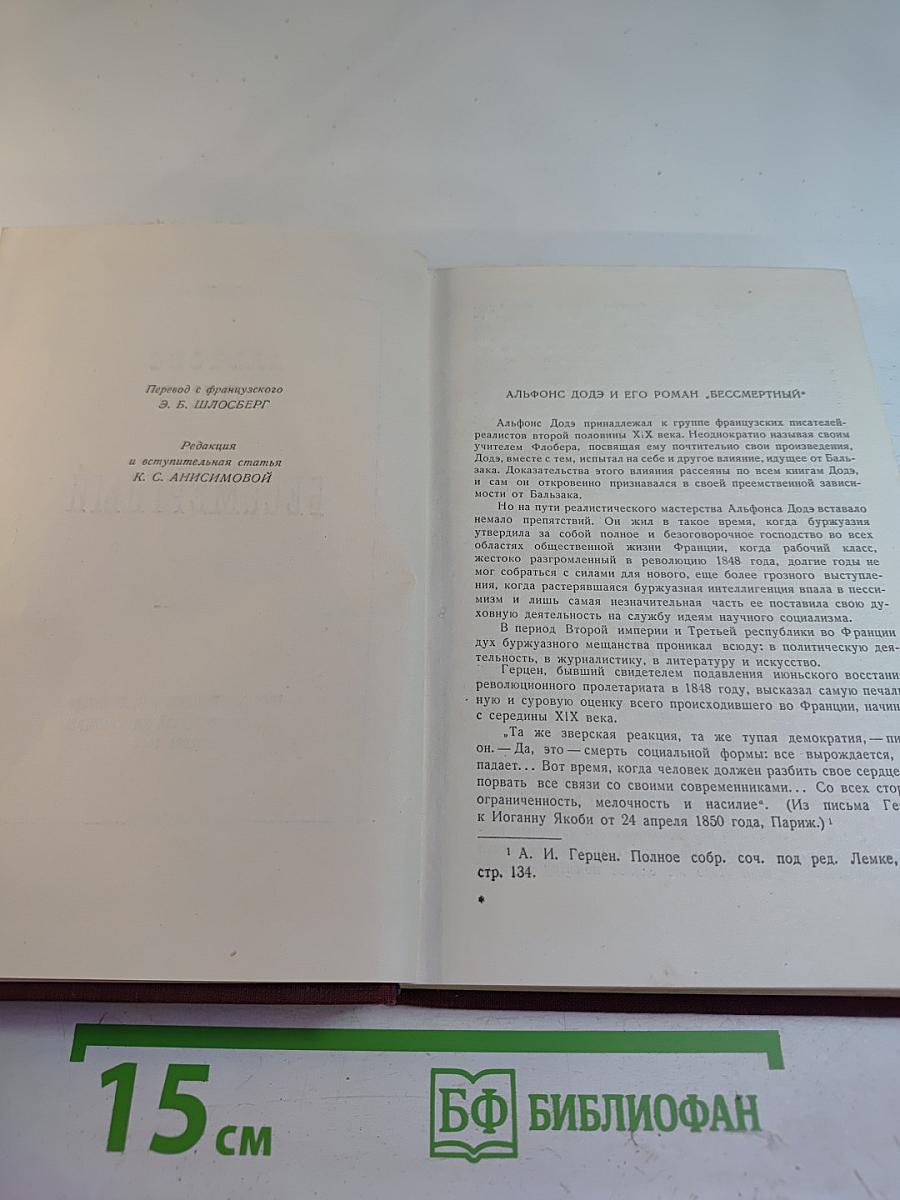 Перевод с французского
Э. Б. ШЛОСБЕРГ
Редакция
и вступительная статья
К. С. АНИСИМОВОЙ
АЛЬФОНС ДОДЭ И ЕГО РОМАН „БЕССМЕРТНЫЙ“
Альфонс Додэ принадлежал к группе французских писателей-
реалистов второй половины XIX века. Неоднократно называя своим
учителем Флобера, посвящая ему почтительно свои произведения,
Додэ, вместе с тем, испытал на себе и другое влияние, идущее от Баль-
зака. Доказательства этого влияния рассеяны по всем книгам Додэ,
и сам он откровенно признавался в своей преемственной зависи-
мости от Бальзака.
Но на пути реалистического мастерства Альфонса Додэ вставало
немало препятствий. Он жил в такое время, когда буржуазия
утвердила за собой полное и безоговорочное господство во всех
областях общественной жизни Франции, когда рабочий класс,
жестоко разгромленный в революцию 1848 года, долгие годы не
мог собраться с силами для нового, еще более грозного выступле-
ния, когда растерявшаяся буржуазная интеллигенция впала в песси-
мизм и лишь самая незначительная часть ее поставила свою ду-
ховную деятельность на службу идеям научного социализма.
В период Второй империи и Третьей республики во Франции
дух буржуазного мещанства проникал всюду: в политическую дея-
тельность, в журналистику, в литературу и искусство.
Герцен, бывший свидетелем подавления июньского восстани
революционного пролетариата в 1848 году, высказал самую печаль
ную и суровую оценку всего происходившего во Франции, начин
с середины XIX века.
„Та же зверская реакция, та же тупая демократия, — пи
он. — Да, это — смерть социальной формы: все вырождается,
падает... Вот время, когда человек должен разбить свое сердце
порвать все связи со своими современниками... Со всех стор
ограниченность, мелочность и насилие“. (Из письма Ге
к Иоганну Якоби от 24 апреля 1850 года, Париж.)¹
¹ А. И. Герцен. Полное собр. соч. под ред. Лемке,
стр. 134.
*
15 см
БФ БИБЛИОФАН